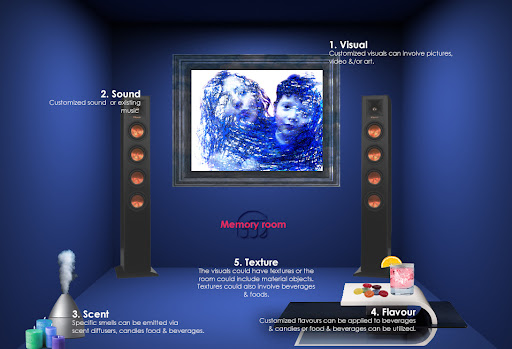 1. Visual
Customized visuals can involve pictures,
video &/or art.
2. Sound
Customized sound or existing
music.
Memory room
5. Texture
The visuals could have textures or the
room could include material objects.
Textures could also involve beverages
& foods.
3. Scent
Specific smells can be emitted via
scent diffusers, candles & beverages.
4. Flavour
Customized flavours can be applied to beverages
& candies or food & beverages can be utilized.